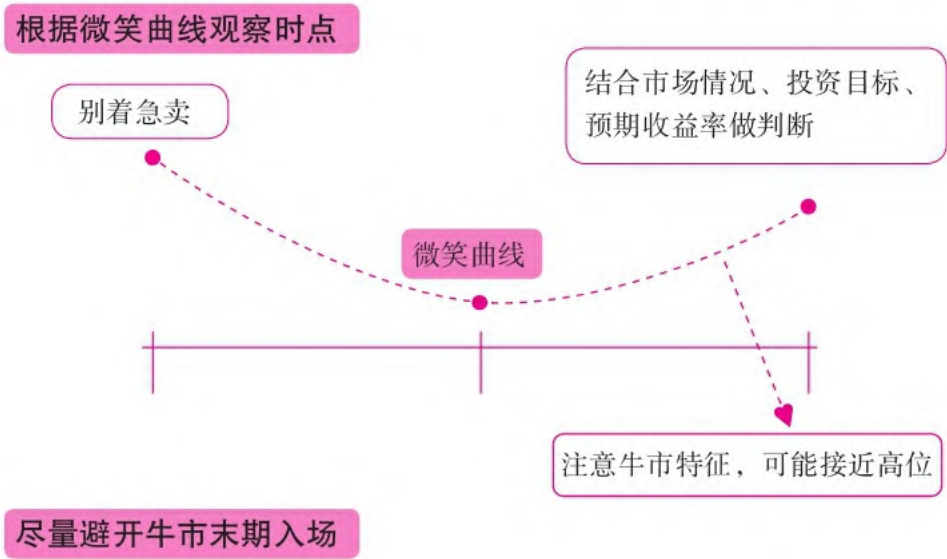 根据微笑曲线观察时点
别着急卖
结合市场情况、投资目标、
预期收益率做判断
微笑曲线
注意牛市特征，可能接近高位
尽量避开牛市末期入场